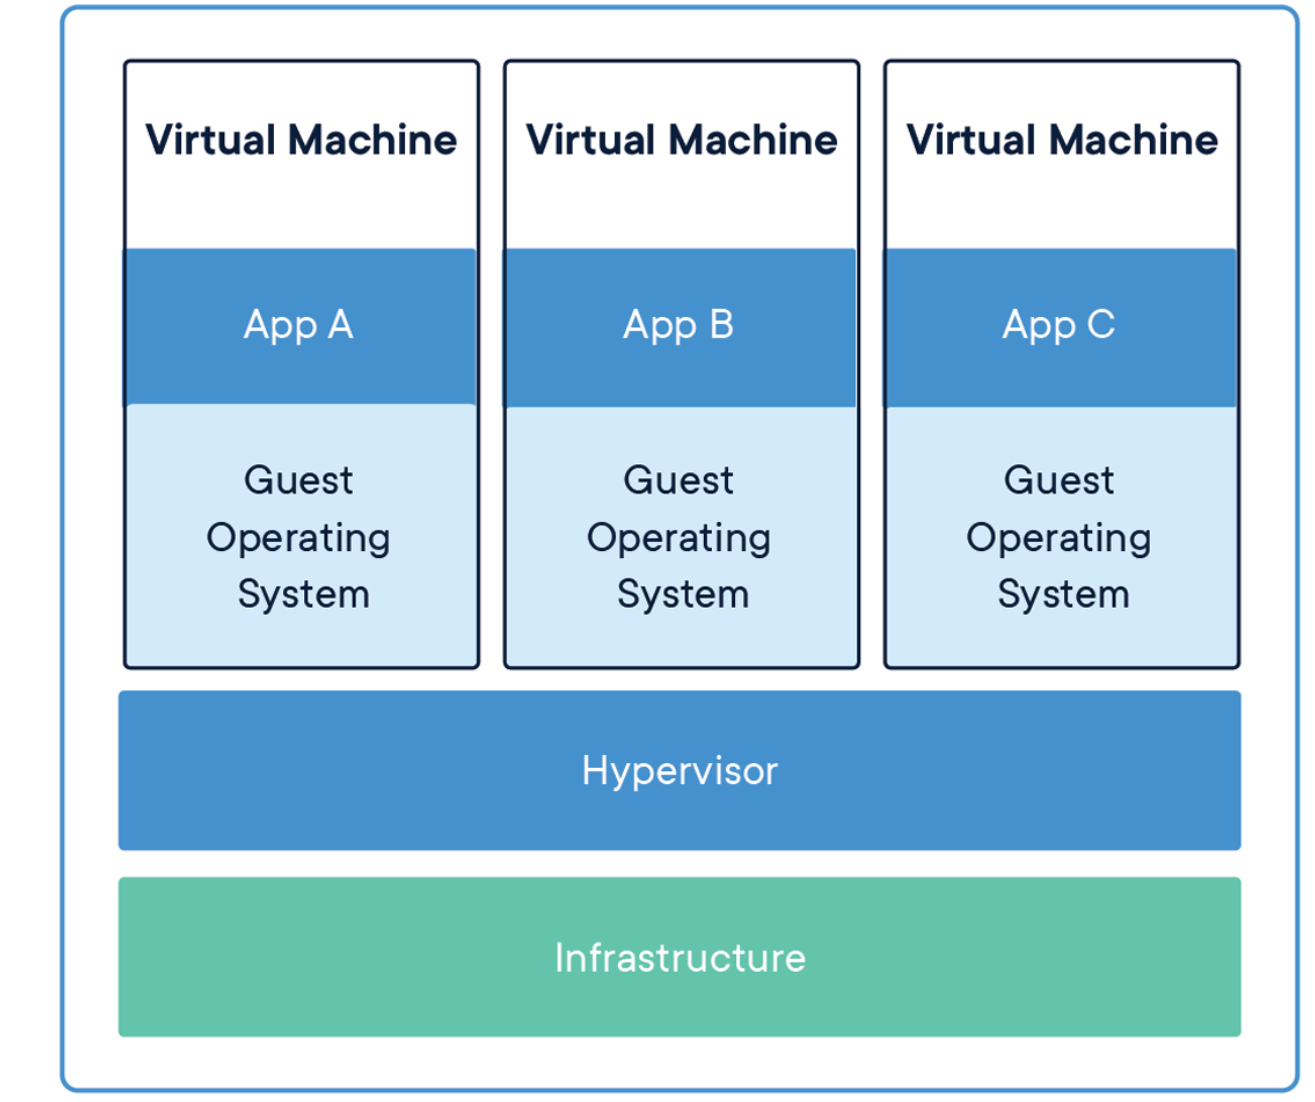 Virtual Machine
App A
Guest
Operating
System
Virtual Machine
App B
Guest
Operating
System
Virtual Machine
App C
Guest
Operating
System
Hypervisor
Infrastructure